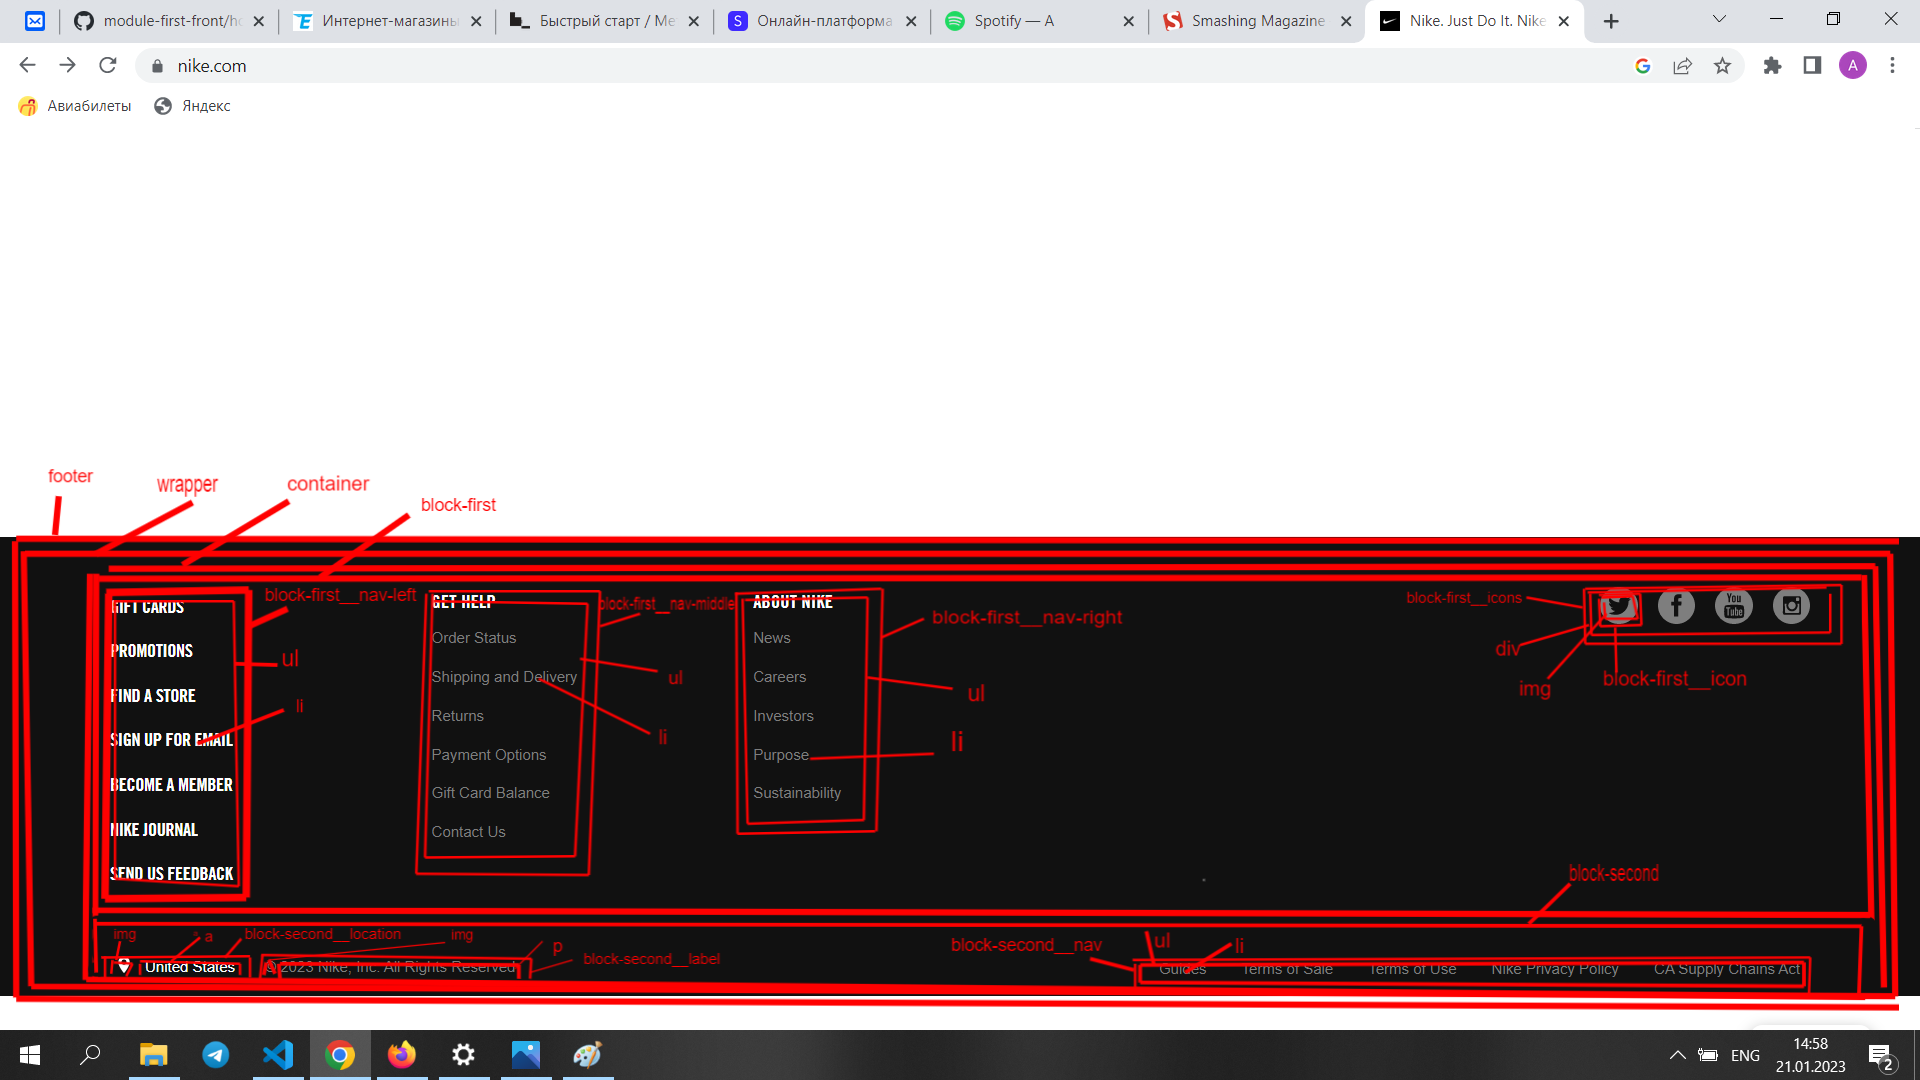 module-first-front/ho
Интернет-магазины
Быстрый старт / Ме
Онлайн-платформа
Spotify — А
Smashing Magazine
Nike. Just Do It. Nike
nike.com
A
Авиабилеты
Яндекс
footer
wrapper
container
block-first
GIFT CARDS
PROMOTIONS
FIND A STORE
SIGN UP FOR EMAIL
BECOME A MEMBER
NIKE JOURNAL
SEND US FEEDBACK
block-first__nav-left
ul
li
GET HELP
Order Status
Shipping and Delivery
Returns
Payment Options
Gift Card Balance
Contact Us
block-first__nav-middle
ul
li
ABOUT NIKE
News
Careers
Investors
Purpose
Sustainability
block-first__nav-right
ul
li
block-first__icons
You
Tube
div
img
block-first__icon
block-second
img
a
block-second__location
img
p
block-second__label
United States
© 2023 Nike, Inc. All Rights Reserved
block-second__nav
ul
li
Guides
Terms of Sale
Terms of Use
Nike Privacy Policy
CA Supply Chains Act
ENG
14:58
21.01.2023
2